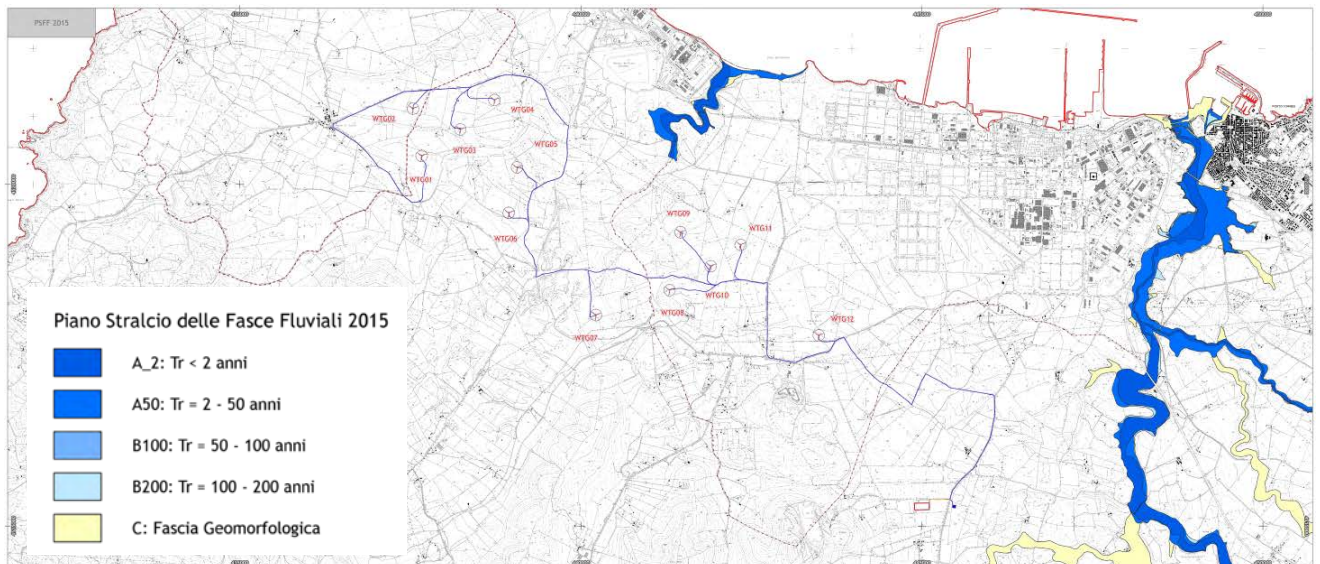 PSFF 2015
WTG04
WTG02
WTG05
WTG03
WTG01
WTG09
WTG11
WTG06
WTG10
WTG08
WTG12
WTG07
Piano Stralcio delle Fasce Fluviali 2015
A_2: Tr < 2 anni
A50: Tr = 2 - 50 anni
B100: Tr = 50 - 100 anni
B200: Tr = 100 - 200 anni
C: Fascia Geomorfologica